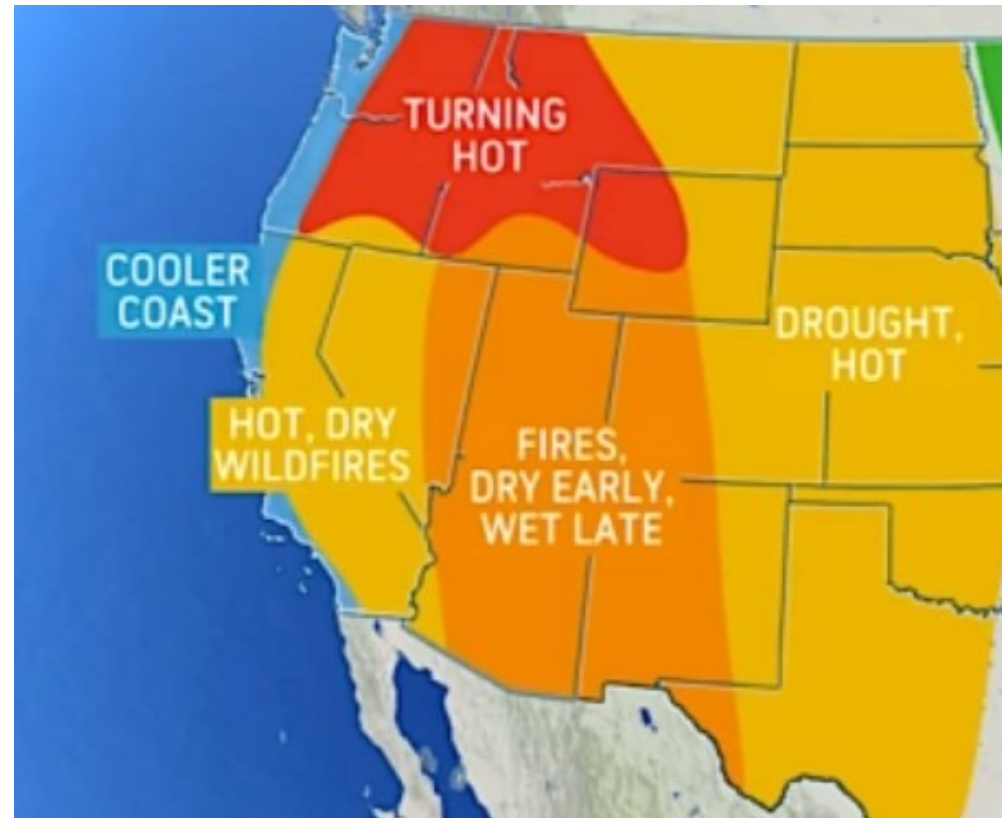 TURNING
HOT
COOLER
COAST
DROUGHT,
HOT
HOT, DRY
WILDFIRES
FIRES,
DRY EARLY,
WET LATE